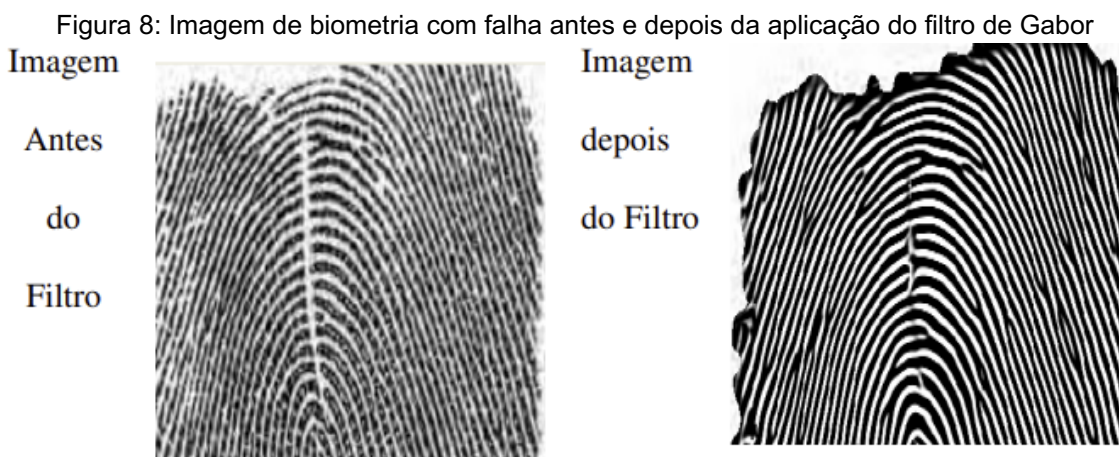 Figura 8: Imagem de biometria com falha antes e depois da aplicação do filtro de Gabor
Imagem
Antes
do
Filtro
Imagem
depois
do Filtro